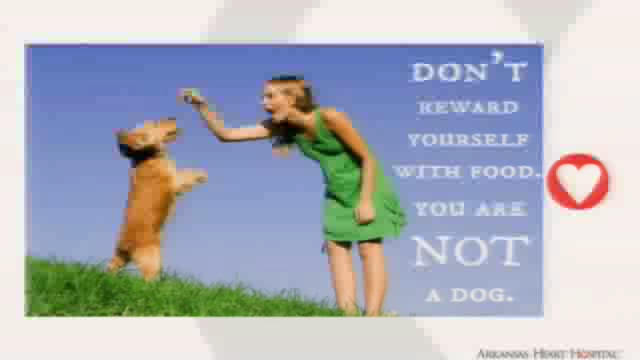 DON'T
REWARD
YOURSELF
WITH FOOD.
YOU ARE
NOT
A DOG.
ARKANSAS HEART HOSPITAL